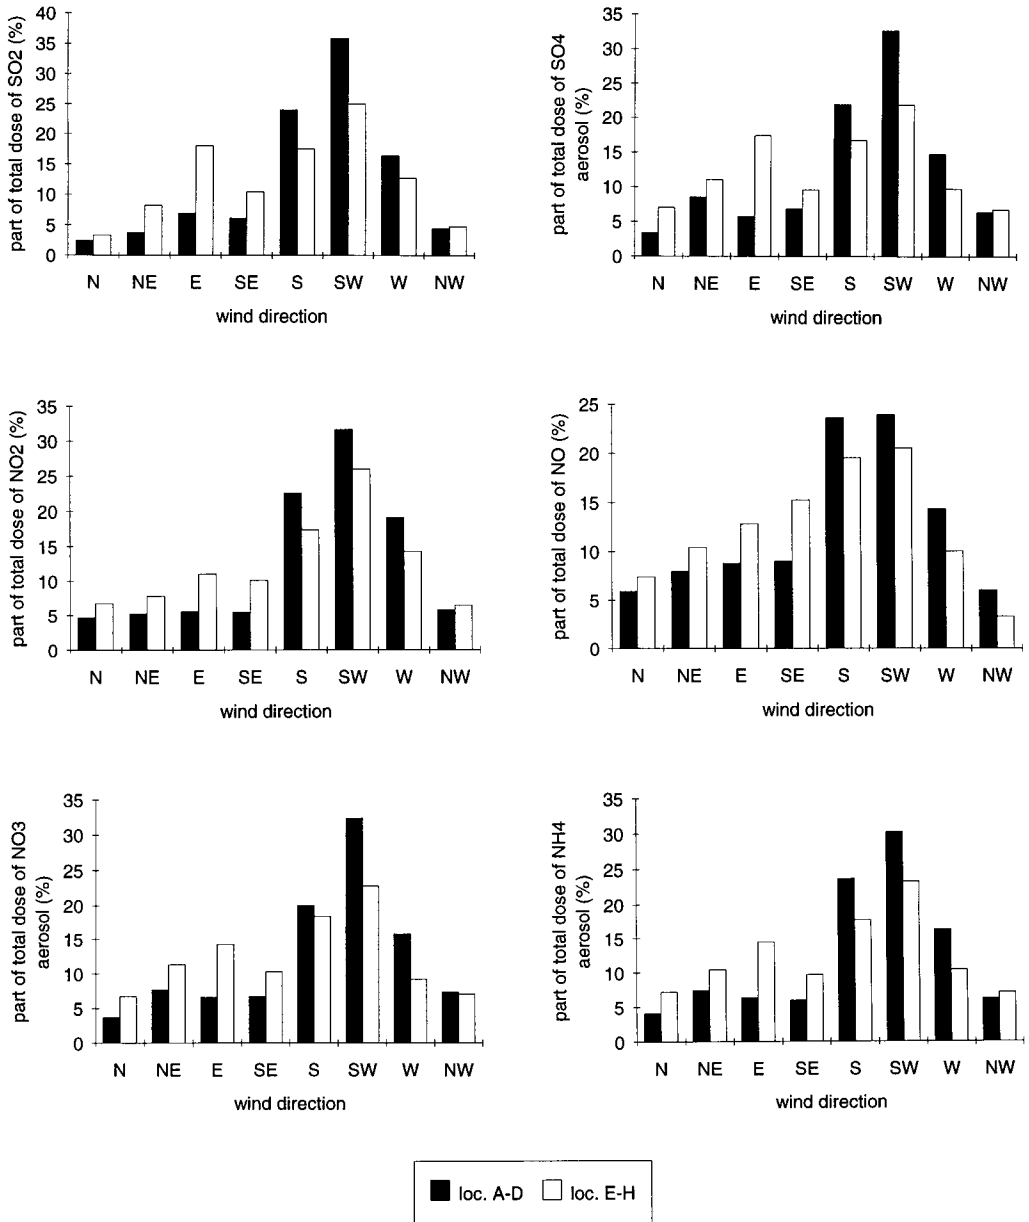 part of total dose of SO2 (%)
40
35
30
25
20
15
10
5
0
N NE E SE S SW W NW
wind direction
part of total dose of SO4
aerosol (%)
35
30
25
20
15
10
5
0
N NE E SE S SW W NW
wind direction
part of total dose of NO2 (%)
35
30
25
20
15
10
5
0
N NE E SE S SW W NW
wind direction
part of total dose of NO (%)
25
20
15
10
5
0
N NE E SE S SW W NW
wind direction
part of total dose of NO3
aerosol (%)
35
30
25
20
15
10
5
0
N NE E SE S SW W NW
wind direction
part of total dose of NH4
aerosol (%)
35
30
25
20
15
10
5
0
N NE E SE S SW W NW
wind direction
loc. A-D loc. E-H